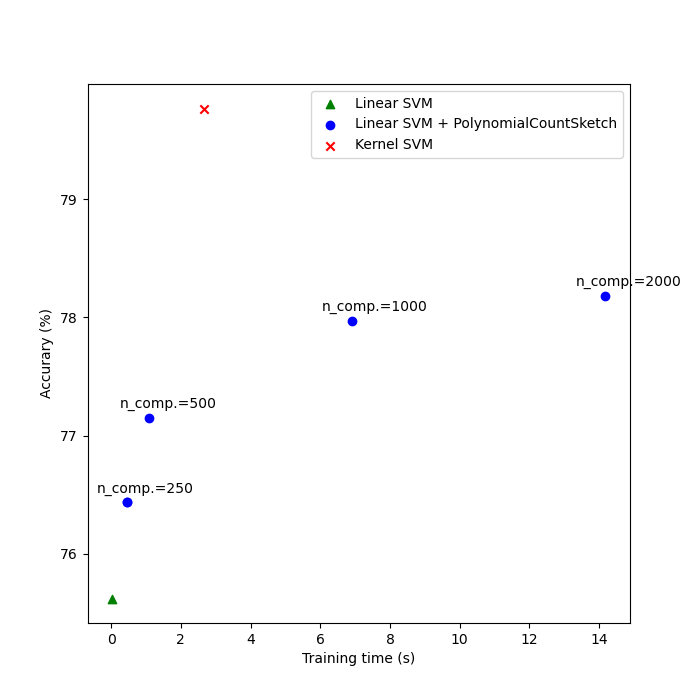 Linear SVM
Linear SVM + PolynomialCountSketch
Kernel SVM
79
n_comp.=2000
n_comp.=1000
78
n_comp.=500
77
n_comp.=250
76
Accurary (%)
0 2 4 6 8 10 12 14
Training time (s)